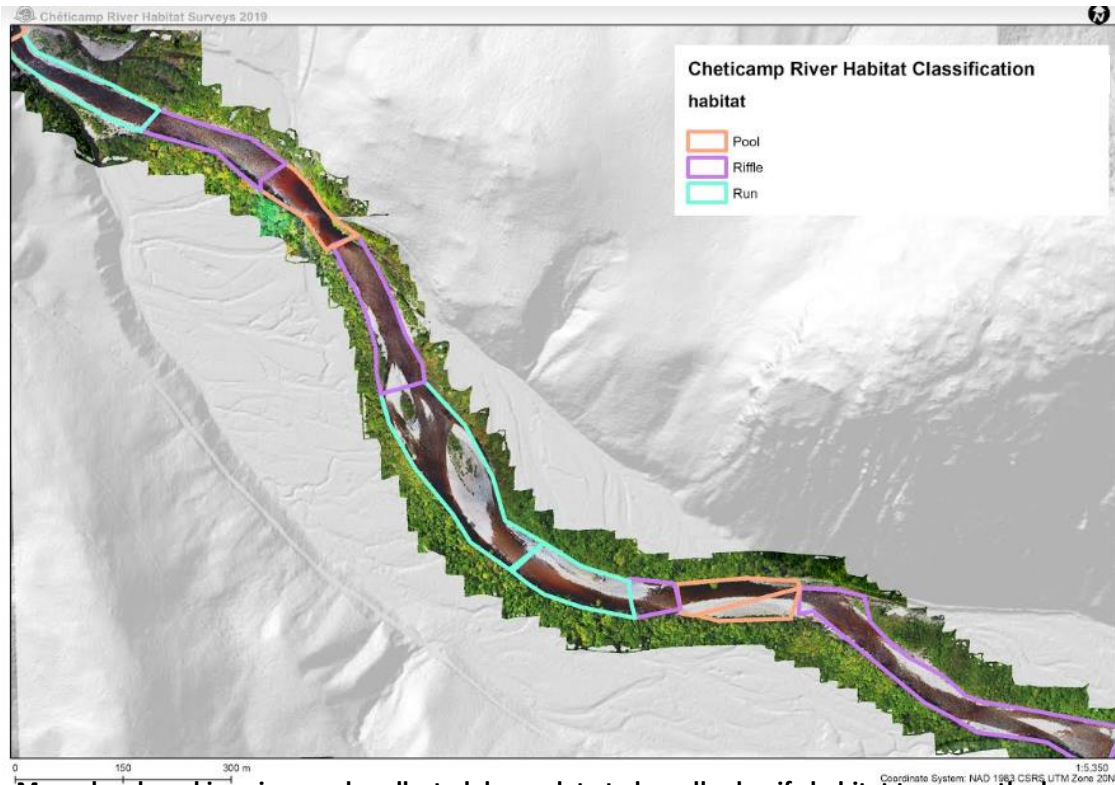 Chéticamp River Habitat Surveys 2019
Cheticamp River Habitat Classification
habitat
Pool
Riffle
Run
0 150 300 m
1:5,350
Coordinate System: NAD 1983 CSRS UTM Zone 20N